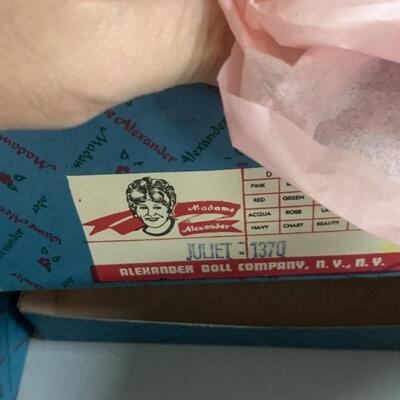 Madame Alexander
Madame
Alexander
D
PINK
RED GREEN
ACQUA ROSE LA
NAVY CHART BEAUTY
Madame
Alexander
JULIET - 1370
ALEXANDER DOLL COMPANY, N. Y., N. Y.
Madame Alexander